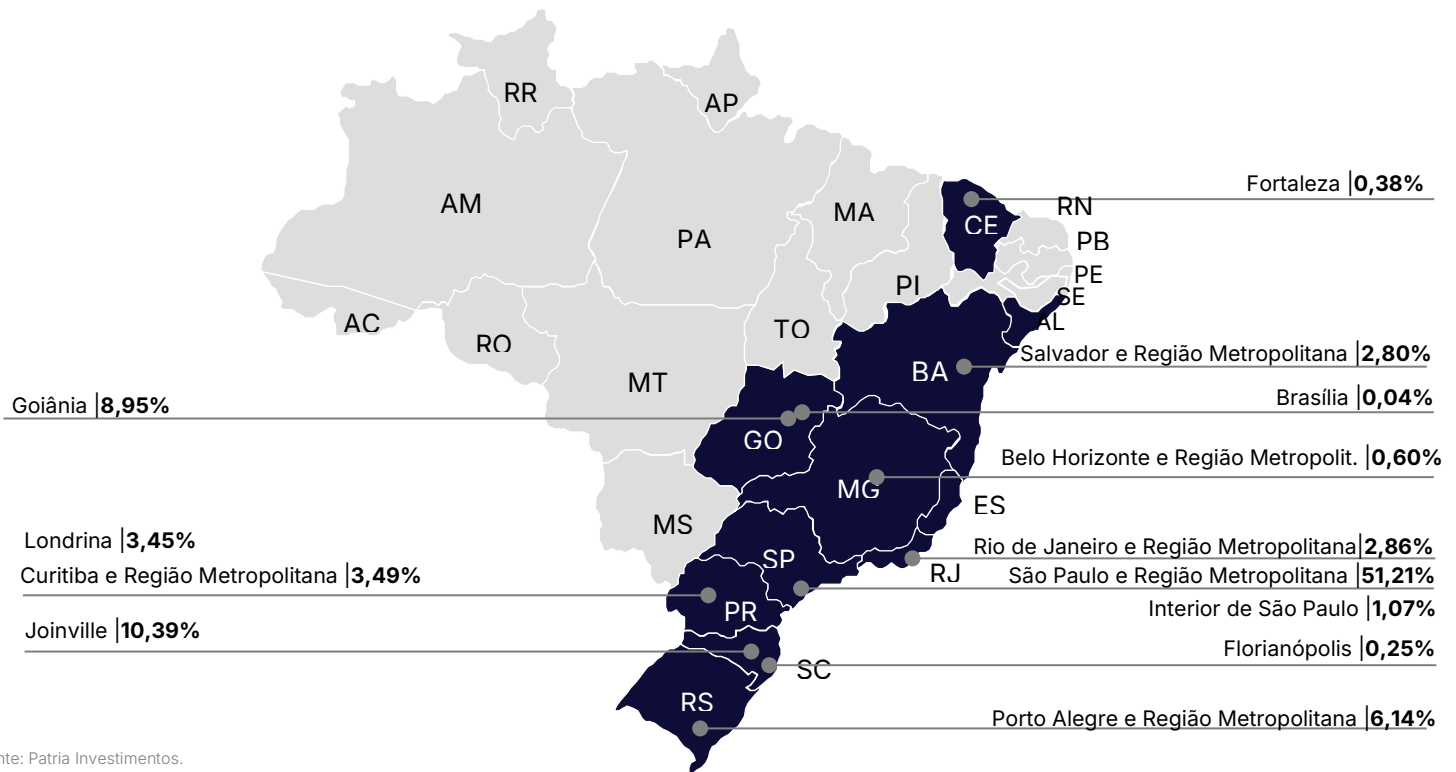 RR
AP
AM
PA
MA
CE
RN
PB
PE
SE
AL
PI
AC
RO
TO
MT
BA
GO
MG
ES
MS
SP
RJ
PR
SC
RS
Fortaleza |0,38%
Salvador e Região Metropolitana |2,80%
Goiânia |8,95%
Brasília |0,04%
Belo Horizonte e Região Metropolit. |0,60%
Londrina |3,45%
Rio de Janeiro e Região Metropolitana|2,86%
Curitiba e Região Metropolitana |3,49%
São Paulo e Região Metropolitana |51,21%
Interior de São Paulo |1,07%
Joinville |10,39%
Florianópolis |0,25%
Porto Alegre e Região Metropolitana |6,14%
nte: Patria Investimentos.